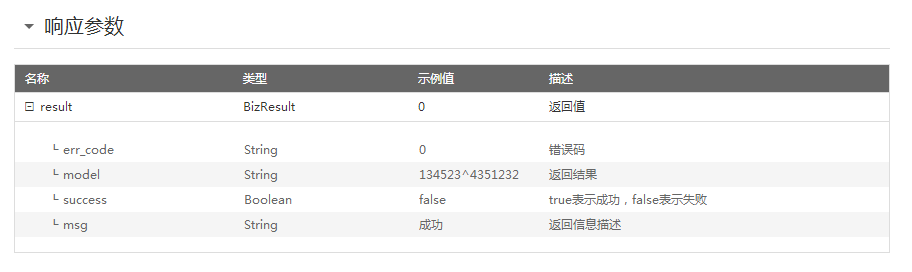 响应参数
名称 类型 示例值 描述
result BizResult 0 返回值
err_code String 0 错误码
model String 134523^4351232 返回结果
success Boolean false true表示成功，false表示失败
msg String 成功 返回信息描述